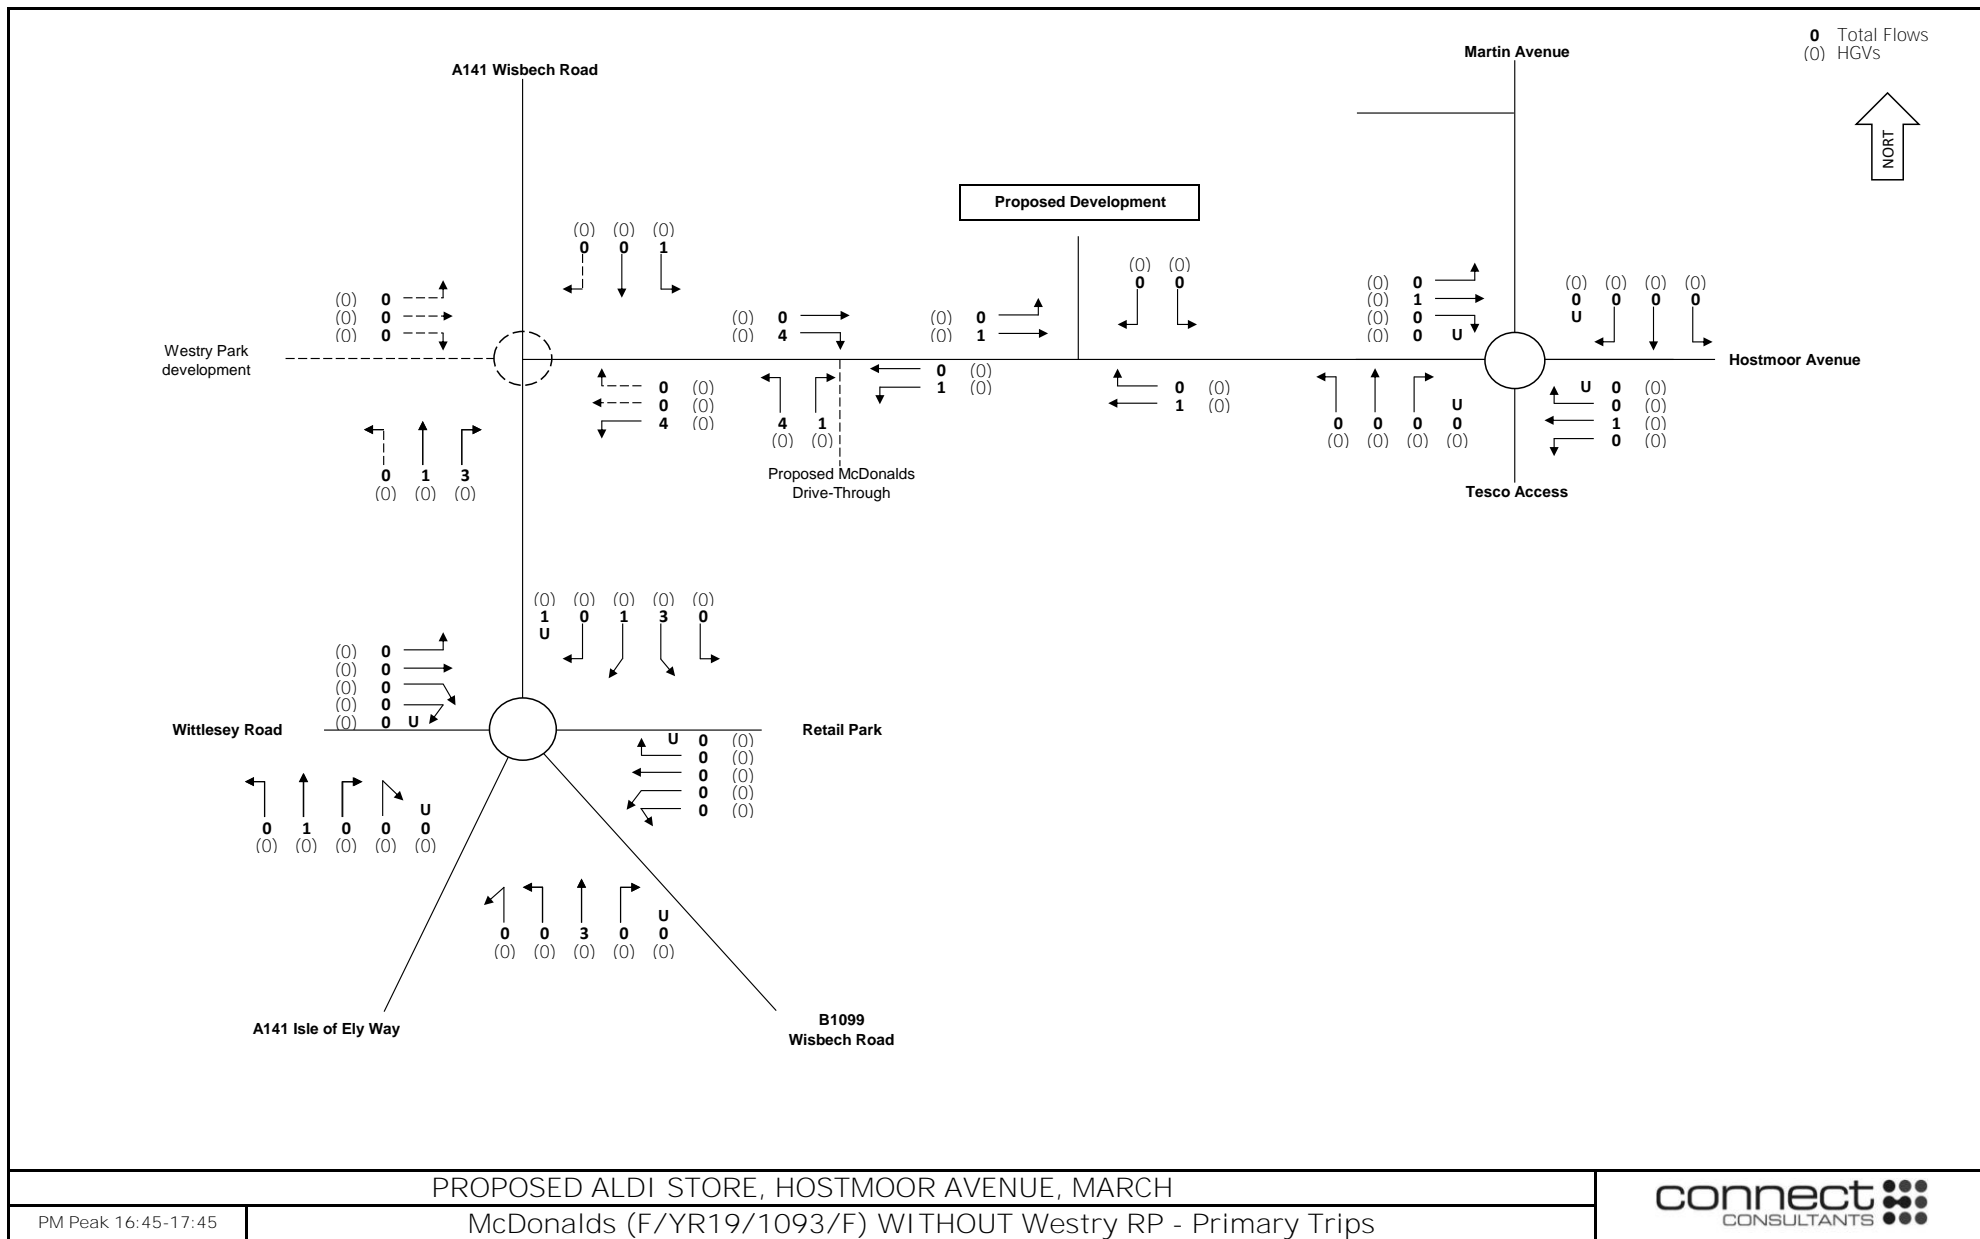 0 Total Flows
(0) HGVs
NORT
A141 Wisbech Road
Martin Avenue
Proposed Development
(0) (0) (0)
0 0 1
(0) 0
(0) 0
(0) 0
Westry Park
development
0 (0)
0 (0)
4 (0)
0 1 3
(0) (0) (0)
(0) 0
(0) 4
4 1
(0) (0)
Proposed McDonalds
Drive-Through
(0) 0
(0) 1
0 (0)
1 (0)
(0) (0)
0 0
0 (0)
1 (0)
(0) 0
(0) 1
(0) 0
(0) 0 U
(0) (0) (0) (0)
0 0 0 0
U
Hostmoor Avenue
U
0 0 0 0
(0) (0) (0) (0)
U 0 (0)
0 (0)
1 (0)
0 (0)
Tesco Access
(0) (0) (0) (0) (0)
1 0 1 3 0
U
(0) 0
(0) 0
(0) 0
(0) 0
(0) 0 U
Wittlesey Road
Retail Park
U 0 (0)
0 (0)
0 (0)
0 (0)
0 (0)
U
0 1 0 0 0
(0) (0) (0) (0) (0)
U
0 0 3 0 0
(0) (0) (0) (0) (0)
A141 Isle of Ely Way
B1099
Wisbech Road
PROPOSED ALDI STORE, HOSTMOOR AVENUE, MARCH
PM Peak 16:45-17:45
McDonalds (F/YR19/1093/F) WITHOUT Westry RP - Primary Trips
connect
CONSULTANTS